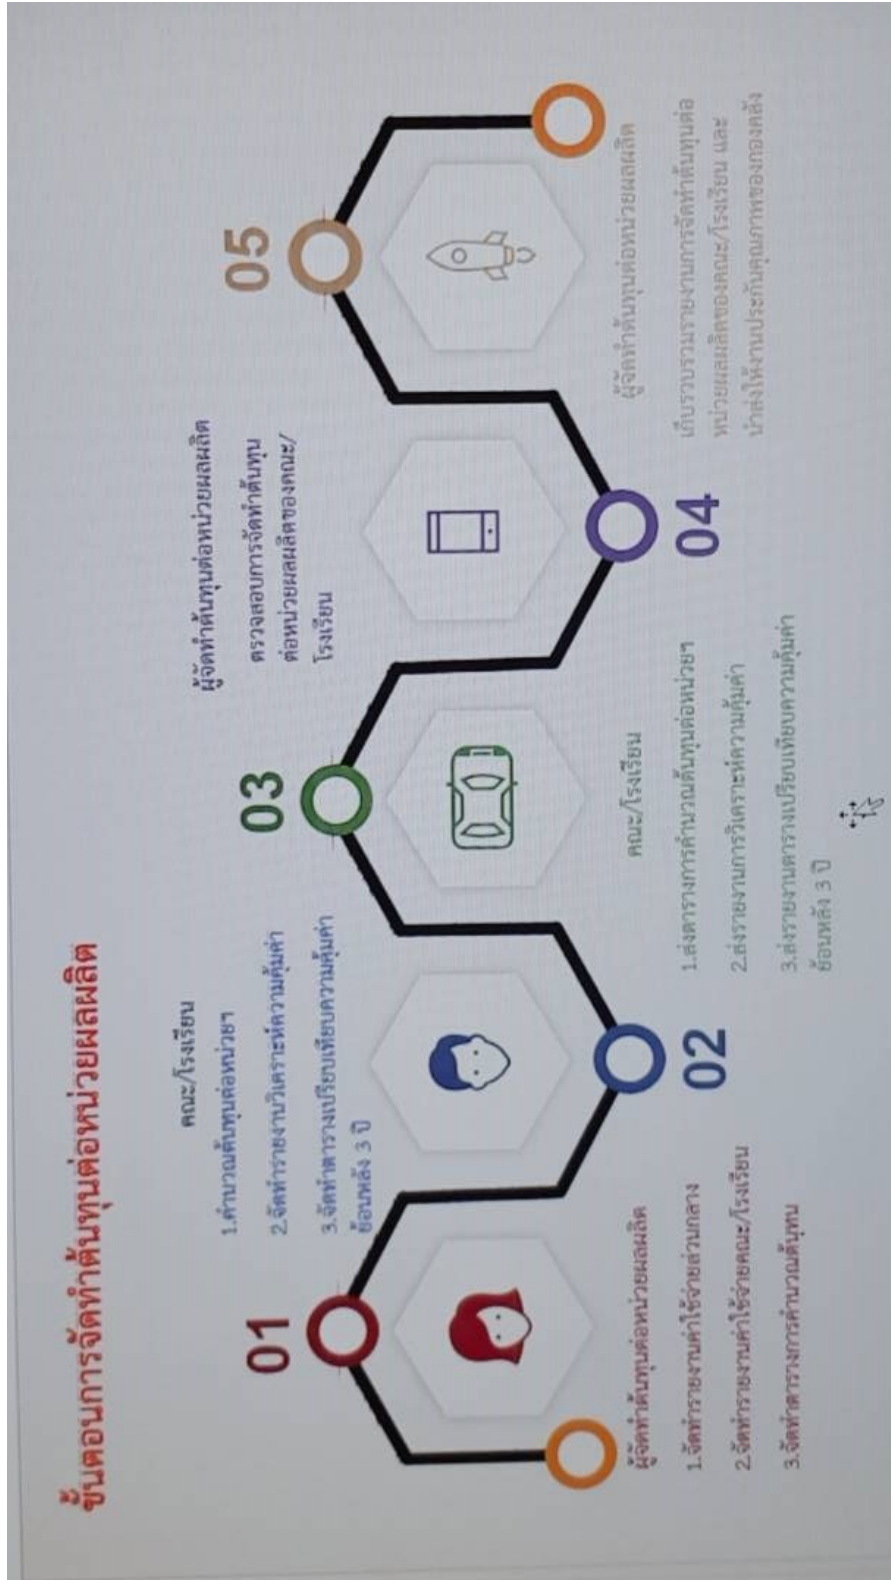 ขั้นตอนการจัดทำต้นทุนต่อหน่วยผลผลิต
01
ผู้จัดทำต้นทุนต่อหน่วยผลผลิต
1.จัดทำรายงานค่าใช้จ่ายส่วนกลาง
2.จัดทำรายงานค่าใช้จ่ายคณะ/โรงเรียน
3.จัดทำตารางการคำนวณต้นทุน
คณะ/โรงเรียน
1.คำนวณต้นทุนต่อหน่วยฯ
2.จัดทำรายงานวิเคราะห์ความคุ้มค่า
3.จัดทำตารางเปรียบเทียบความคุ้มค่า
ย้อนหลัง 3 ปี
02
03
คณะ/โรงเรียน
1.ส่งตารางการคำนวณต้นทุนต่อหน่วยฯ
2.ส่งรายงานการวิเคราะห์ความคุ้มค่า
3.ส่งรายงานตารางเปรียบเทียบความคุ้มค่า
ย้อนหลัง 3 ปี
ผู้จัดทำต้นทุนต่อหน่วยผลผลิต
ตรวจสอบการจัดทำต้นทุน
ต่อหน่วยผลผลิตของคณะ/
โรงเรียน
04
05
ผู้จัดทำต้นทุนต่อหน่วยผลผลิต
เก็บรวบรวมรายงานการจัดทำต้นทุนต่อ
หน่วยผลผลิตของคณะ/โรงเรียน และ
นำส่งให้งานประกันคุณภาพของกองคลัง